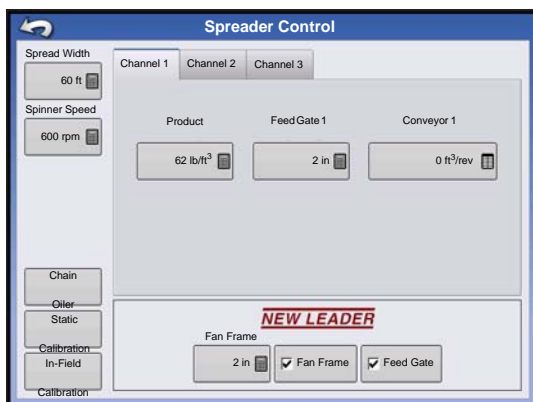 Spreader Control
Spread Width
60 ft
Spinner Speed
600 rpm
Channel 1
Channel 2
Channel 3
Product
Feed Gate 1
Conveyor 1
62 lb/ft³
2 in
0 ft³/rev
Chain
Oiler
Static
Calibration
In-Field
Calibration
NEW LEADER
Fan Frame
2 in
Fan Frame
Feed Gate